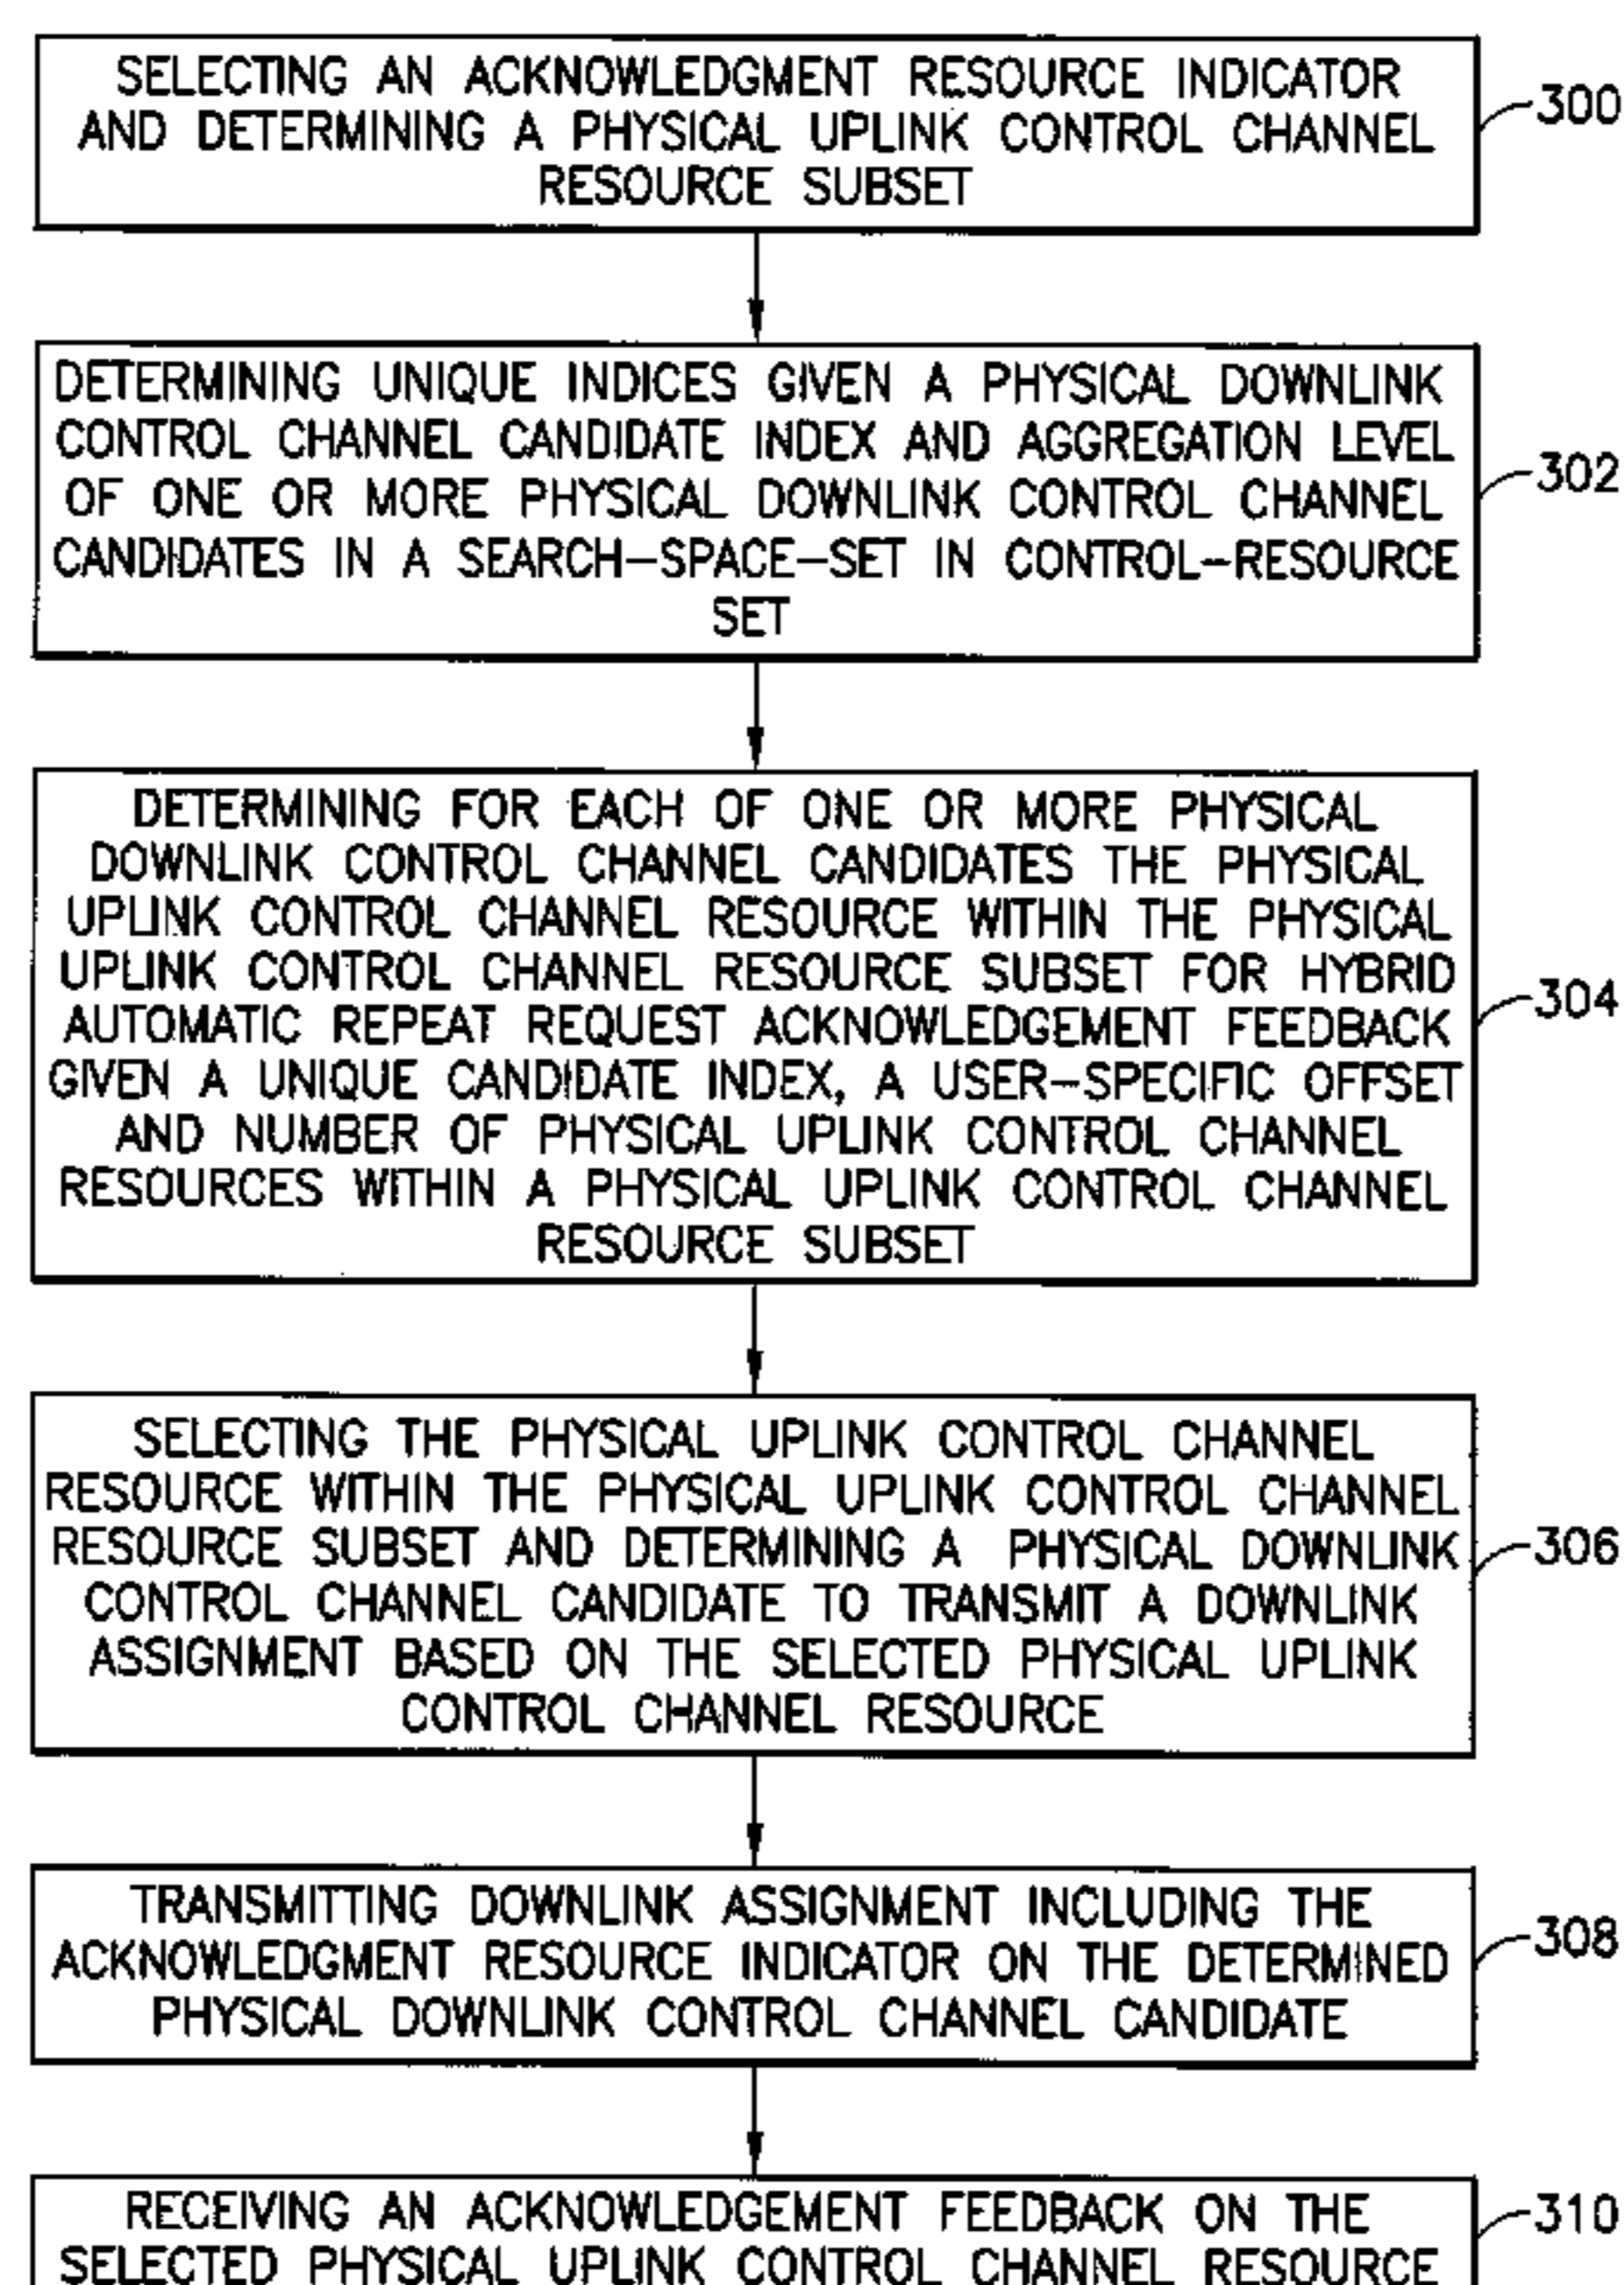 SELECTING AN ACKNOWLEDGMENT RESOURCE INDICATOR
AND DETERMINING A PHYSICAL UPLINK CONTROL CHANNEL
RESOURCE SUBSET
300
DETERMINING UNIQUE INDICES GIVEN A PHYSICAL DOWNLINK
CONTROL CHANNEL CANDIDATE INDEX AND AGGREGATION LEVEL
OF ONE OR MORE PHYSICAL DOWNLINK CONTROL CHANNEL
CANDIDATES IN A SEARCH-SPACE-SET IN CONTROL-RESOURCE
SET
302
DETERMINING FOR EACH OF ONE OR MORE PHYSICAL
DOWNLINK CONTROL CHANNEL CANDIDATES THE PHYSICAL
UPLINK CONTROL CHANNEL RESOURCE WITHIN THE PHYSICAL
UPLINK CONTROL CHANNEL RESOURCE SUBSET FOR HYBRID
AUTOMATIC REPEAT REQUEST ACKNOWLEDGEMENT FEEDBACK
GIVEN A UNIQUE CANDIDATE INDEX, A USER-SPECIFIC OFFSET
AND NUMBER OF PHYSICAL UPLINK CONTROL CHANNEL
RESOURCES WITHIN A PHYSICAL UPLINK CONTROL CHANNEL
RESOURCE SUBSET
304
SELECTING THE PHYSICAL UPLINK CONTROL CHANNEL
RESOURCE WITHIN THE PHYSICAL UPLINK CONTROL CHANNEL
RESOURCE SUBSET AND DETERMINING A PHYSICAL DOWNLINK
CONTROL CHANNEL CANDIDATE TO TRANSMIT A DOWNLINK
ASSIGNMENT BASED ON THE SELECTED PHYSICAL UPLINK
CONTROL CHANNEL RESOURCE
306
TRANSMITTING DOWNLINK ASSIGNMENT INCLUDING THE
ACKNOWLEDGMENT RESOURCE INDICATOR ON THE DETERMINED
PHYSICAL DOWNLINK CONTROL CHANNEL CANDIDATE
308
RECEIVING AN ACKNOWLEDGEMENT FEEDBACK ON THE
SELECTED PHYSICAL UPLINK CONTROL CHANNEL RESOURCE
310